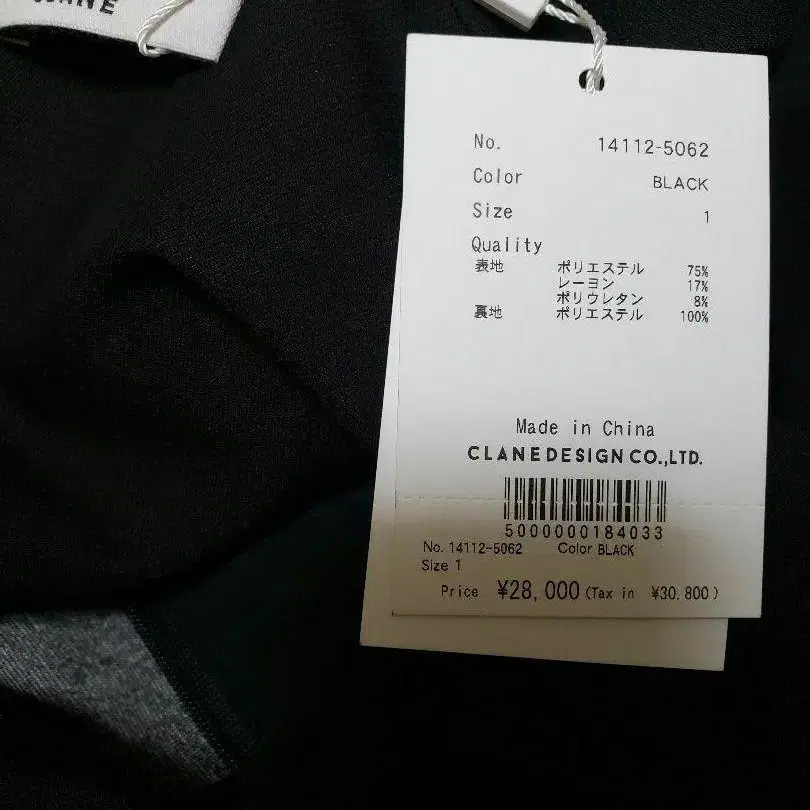 No. 14112-5062
Color BLACK
Size 1
Quality
表地 ポリエステル 75%
レーヨン 17%
ポリウレタン 8%
裏地 ポリエステル 100%
Made in China
CLANEDESIGN CO.,LTD.
5000000184033
No. 14112-5062 Color BLACK
Size 1
Price ¥28,000 (Tax in ¥30,800)